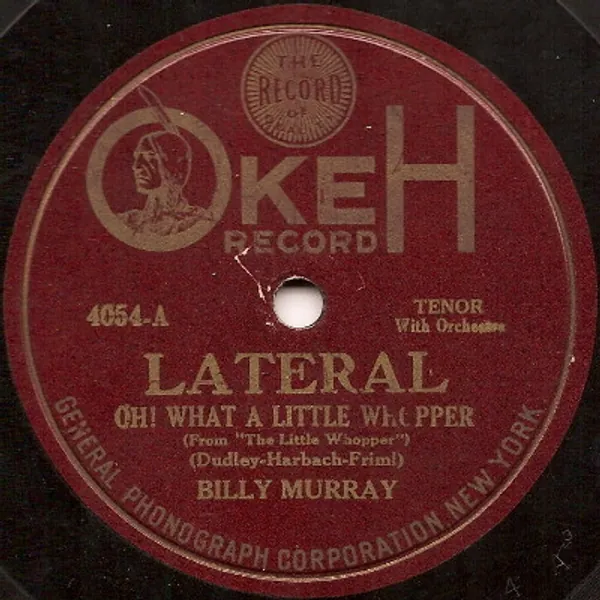 THE
RECORD
OF
OKEH
RECORD
4054-A
TENOR
With Orchestra
LATERAL
OH! WHAT A LITTLE WHOPPER
(From "The Little Whopper")
(Dudley-Harbach-Friml)
BILLY MURRAY
GENERAL PHONOGRAPH CORPORATION NEW YORK